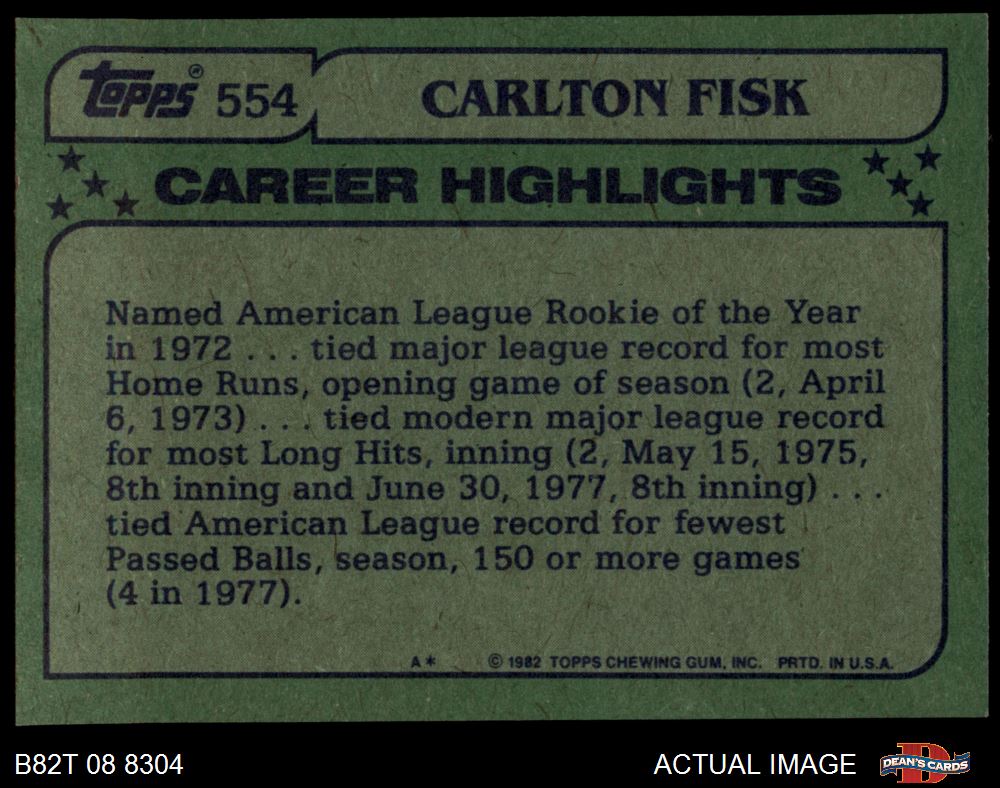 Topps® 554
CARLTON FISK
CAREER HIGHLIGHTS
Named American League Rookie of the Year
in 1972 . . . tied major league record for most
Home Runs, opening game of season (2, April
6, 1973) . . . tied modern major league record
for most Long Hits, inning (2, May 15, 1975,
8th inning and June 30, 1977, 8th inning) . . .
tied American League record for fewest
Passed Balls, season, 150 or more games
(4 in 1977).
A* © 1982 TOPPS CHEWING GUM, INC. PRTD. IN U.S.A.
B82T 08 8304
ACTUAL IMAGE
D
DEAN'S CARDS